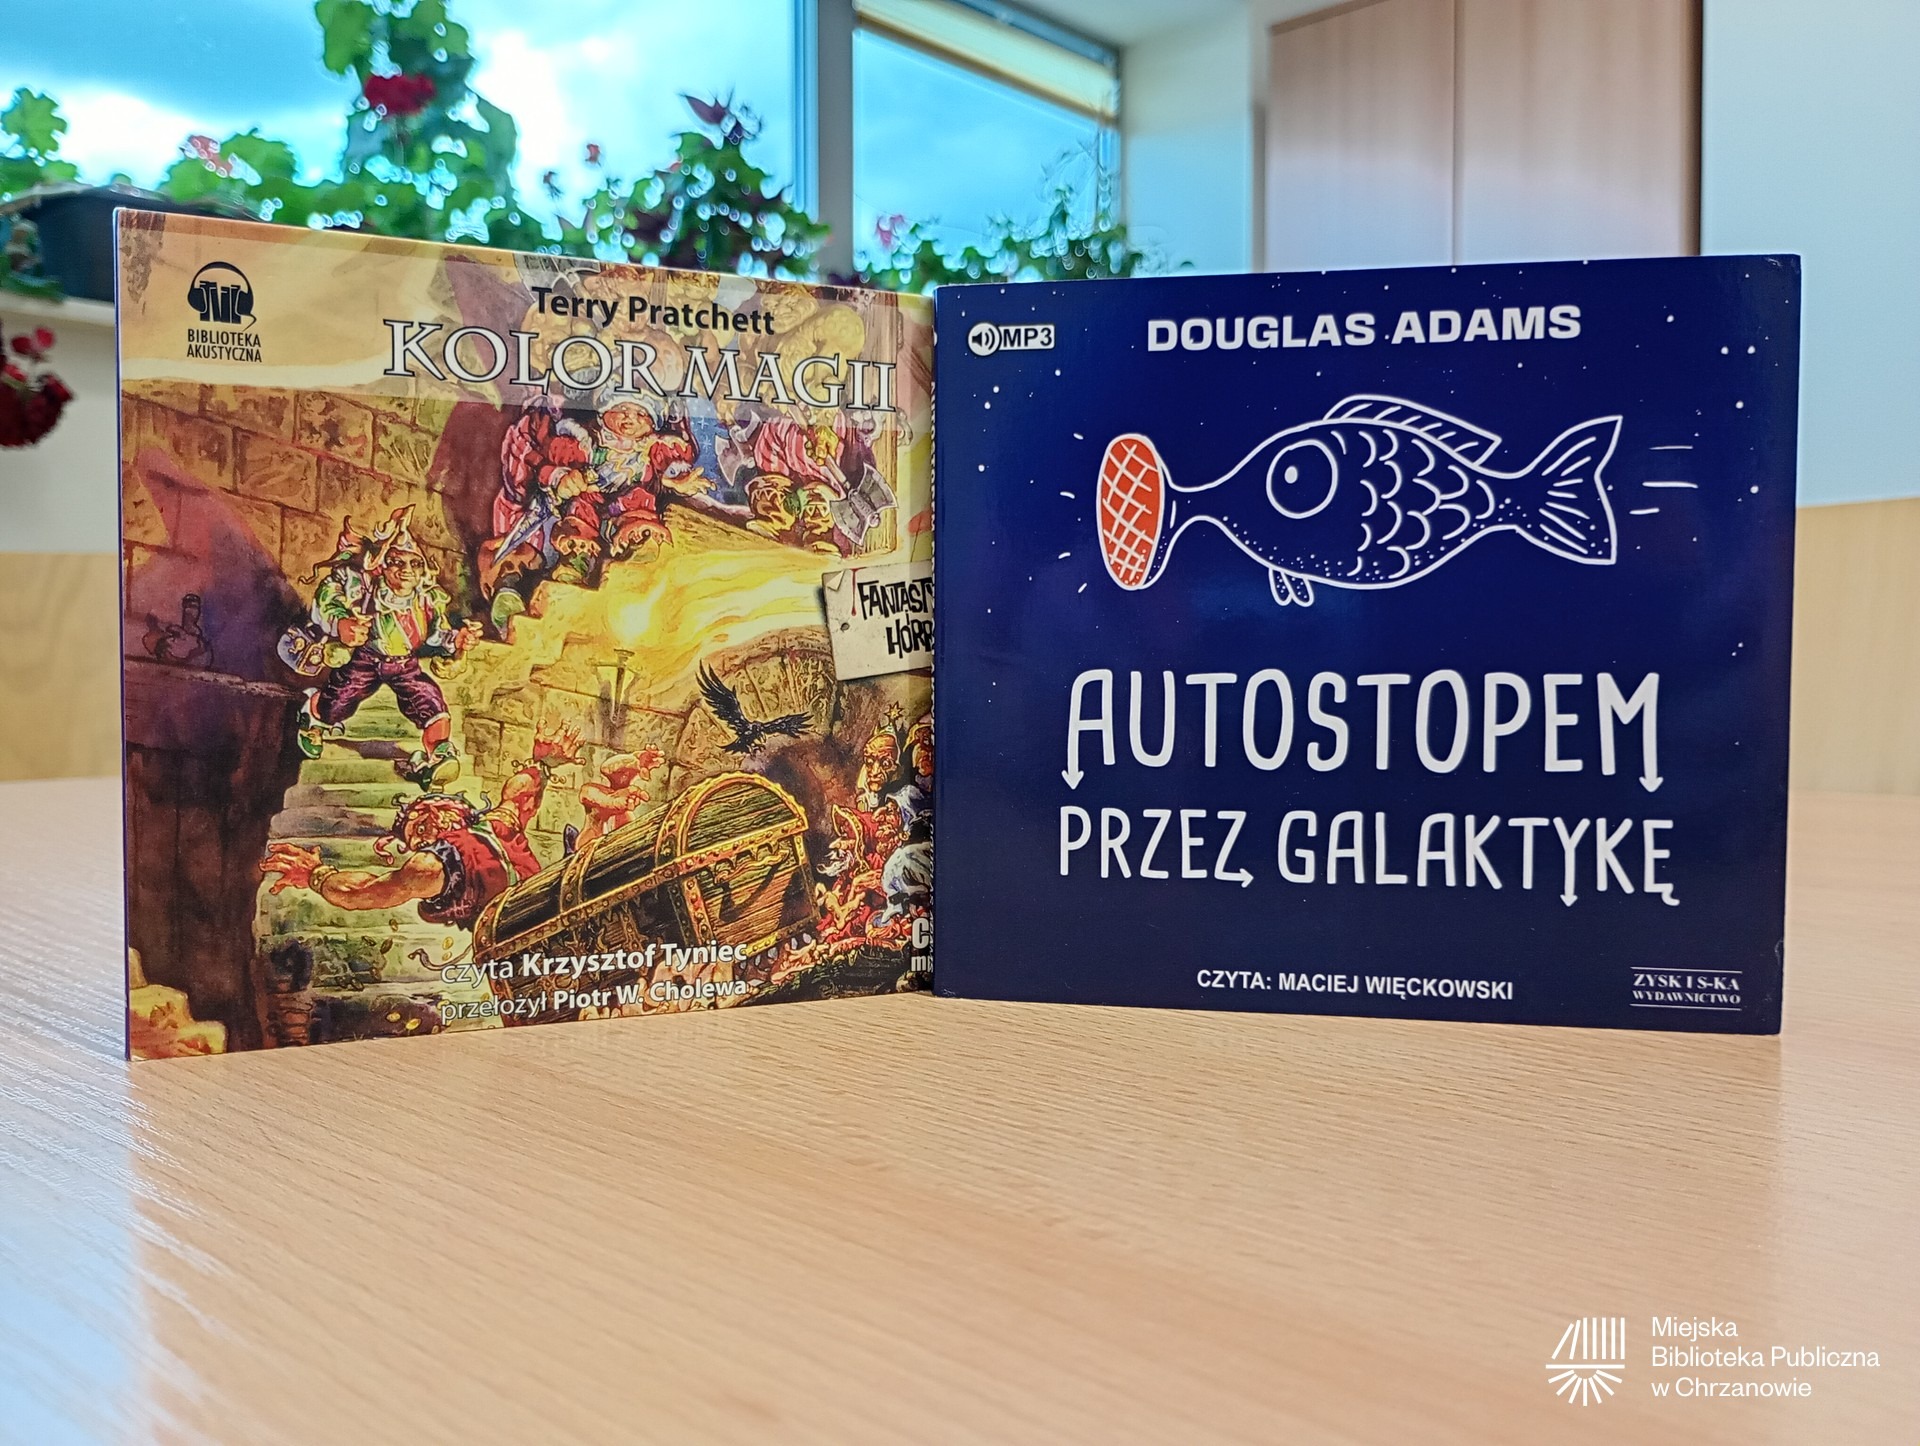 BIBLIOTEKA
AKUSTYCZNA
Terry Pratchett
KOLOR MAGII
czyta Krzysztof Tyniec
przełożył Piotr W. Cholewa
MP3
DOUGLAS ADAMS
AUTOSTOPEM
PRZEZ GALAKTYKĘ
CZYTA: MACIEJ WIĘCKOWSKI
ZYSK I S-KA
WYDAWNICTWO
Miejska
Biblioteka Publiczna
w Chrzanowie